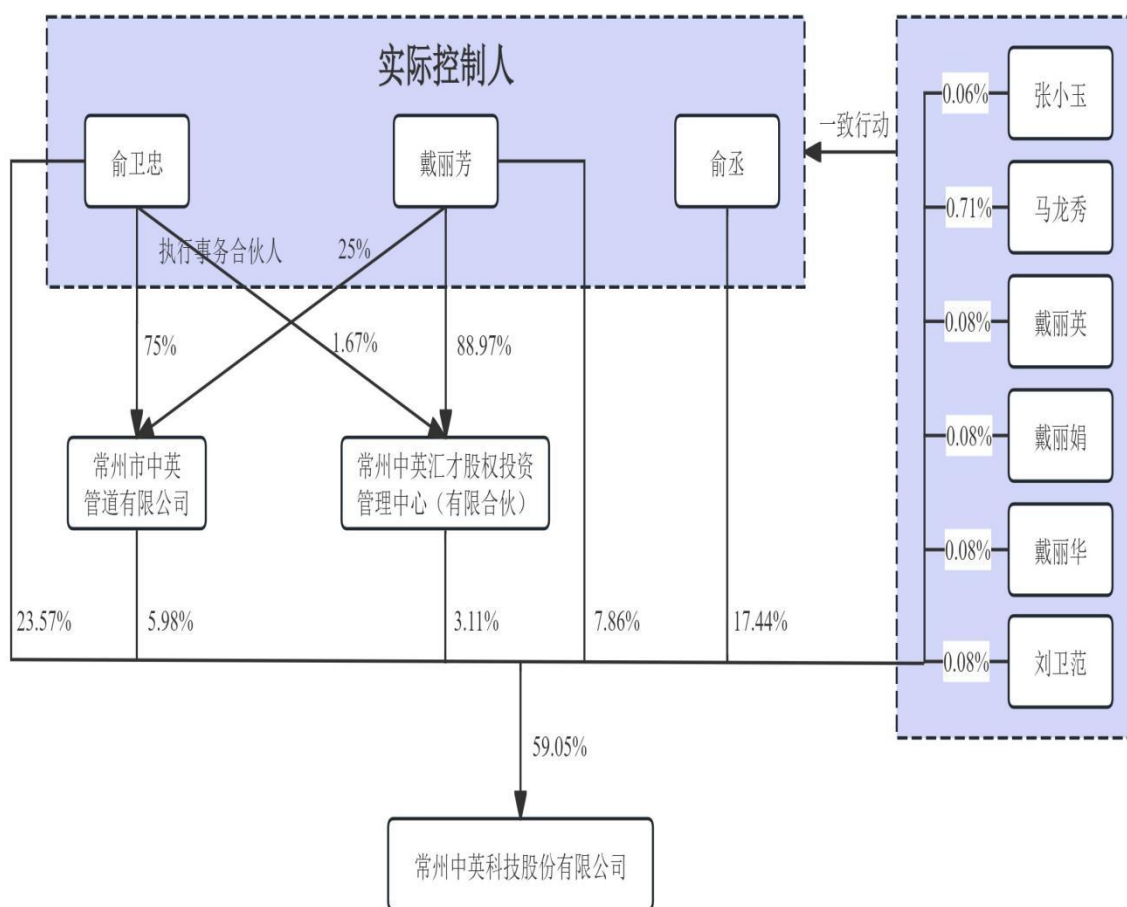 实际控制人
俞卫忠
戴丽芳
俞丞
一致行动
0.06%
张小玉
0.71%
马龙秀
执行事务合伙人
25%
75%
1.67%
88.97%
0.08%
戴丽英
常州市中英
管道有限公司
常州中英汇才股权投资
管理中心（有限合伙）
0.08%
戴丽娟
0.08%
戴丽华
23.57%
5.98%
3.11%
7.86%
17.44%
0.08%
刘卫范
59.05%
常州中英科技股份有限公司